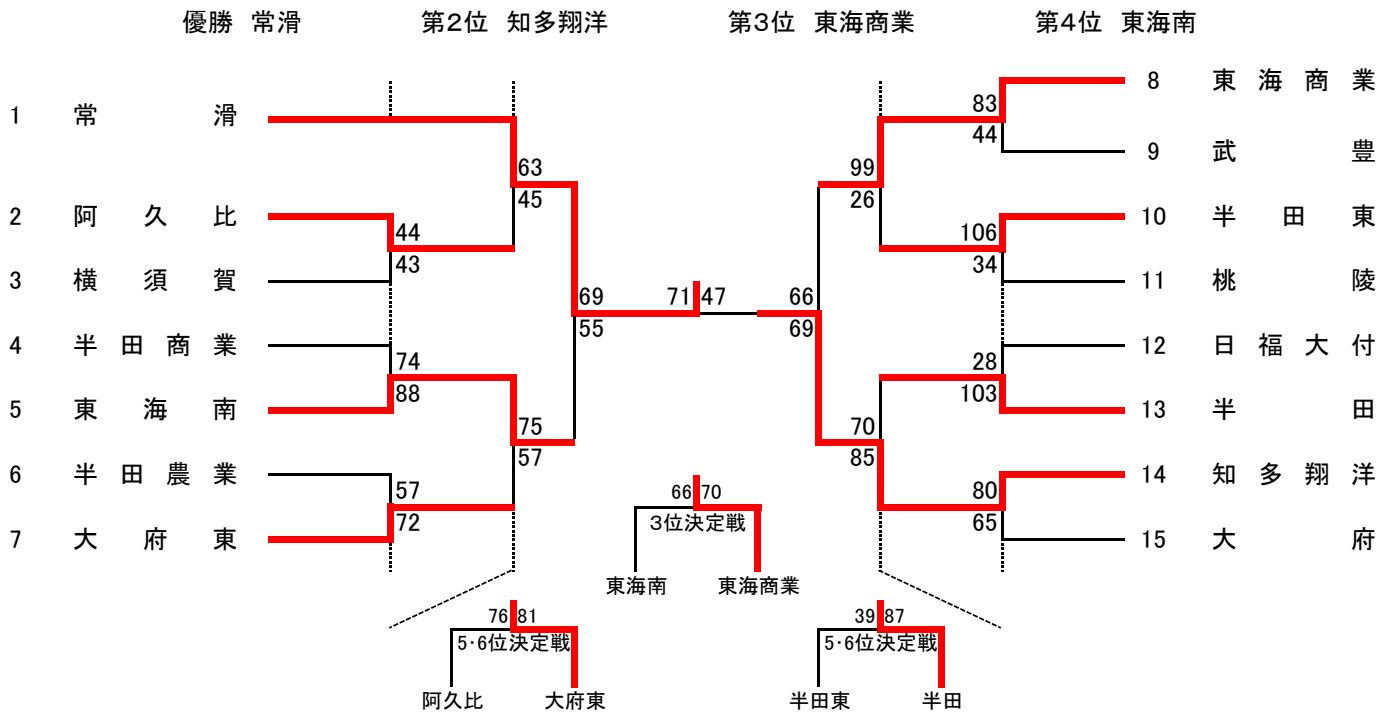 優勝 常滑 第2位 知多翔洋 第3位 東海商業 第4位 東海南
1 常滑
2 阿久比
3 横須賀
4 半田商業
5 東海南
6 半田農業
7 大府東
63
45
44
43
74
88
75
57
57
72
69
55
71 47
66
69
99
26
70
85
83
44
106
34
28
103
80
65
8 東海商業
9 武豊
10 半田東
11 桃陵
12 日福大付
13 半田
14 知多翔洋
15 大府
66 70
3位決定戦
東海南 東海商業
76 81
5・6位決定戦
阿久比 大府東
39 87
5・6位決定戦
半田東 半田